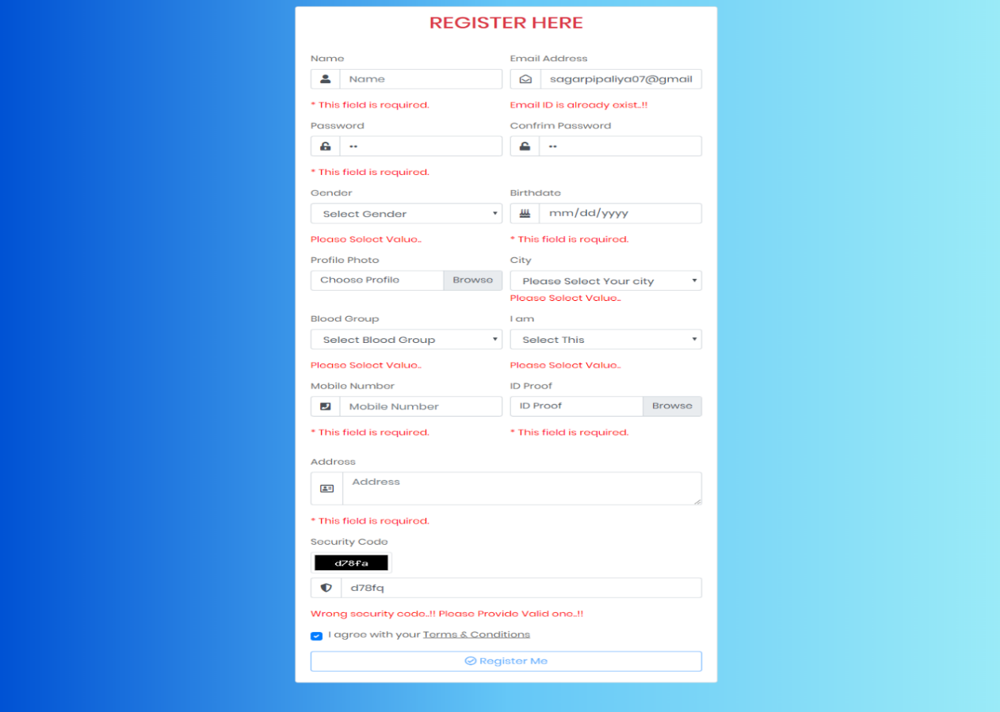 REGISTER HERE
Name Email Address
Name sagarpipaliya07@gmail
* This field is required. Email ID is already exist..!!
Password Confrim Password
•• ••
* This field is required.
Gender Birthdate
Select Gender mm/dd/yyyy
Please Select Value.. * This field is required.
Profile Photo City
Choose Profile Browse Please Select Your city
Please Select Value..
Blood Group I am
Select Blood Group Select This
Please Select Value.. Please Select Value..
Mobile Number ID Proof
Mobile Number ID Proof Browse
* This field is required. * This field is required.
Address
Address
* This field is required.
Security Code
d78fa
d78fq
Wrong security code..!! Please Provide Valid one..!!
I agree with your Terms & Conditions
Register Me